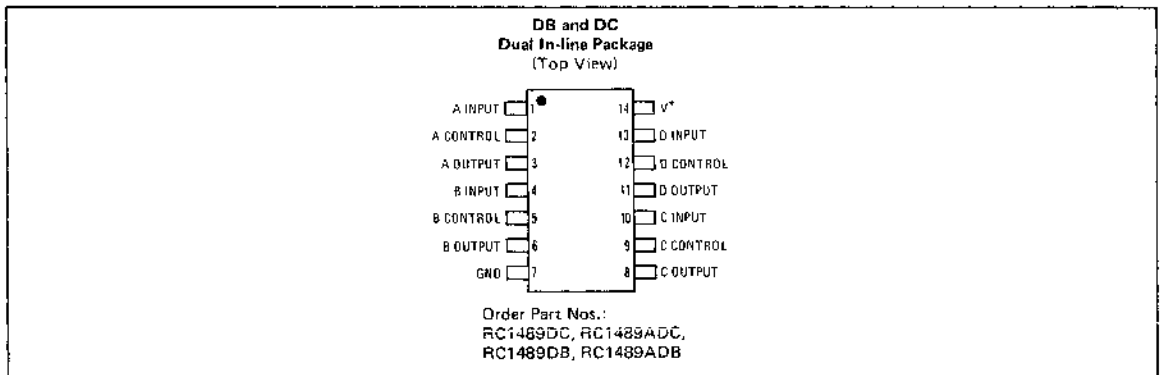 DB and DC
Dual In-line Package
(Top View)
A INPUT 1 14 V+
A CONTROL 2 13 D INPUT
A OUTPUT 3 12 D CONTROL
B INPUT 4 11 D OUTPUT
B CONTROL 5 10 C INPUT
B OUTPUT 6 9 C CONTROL
GND 7 8 C OUTPUT
Order Part Nos.:
RC1489DC, RC1489ADC,
RC1489DB, RC1489ADB